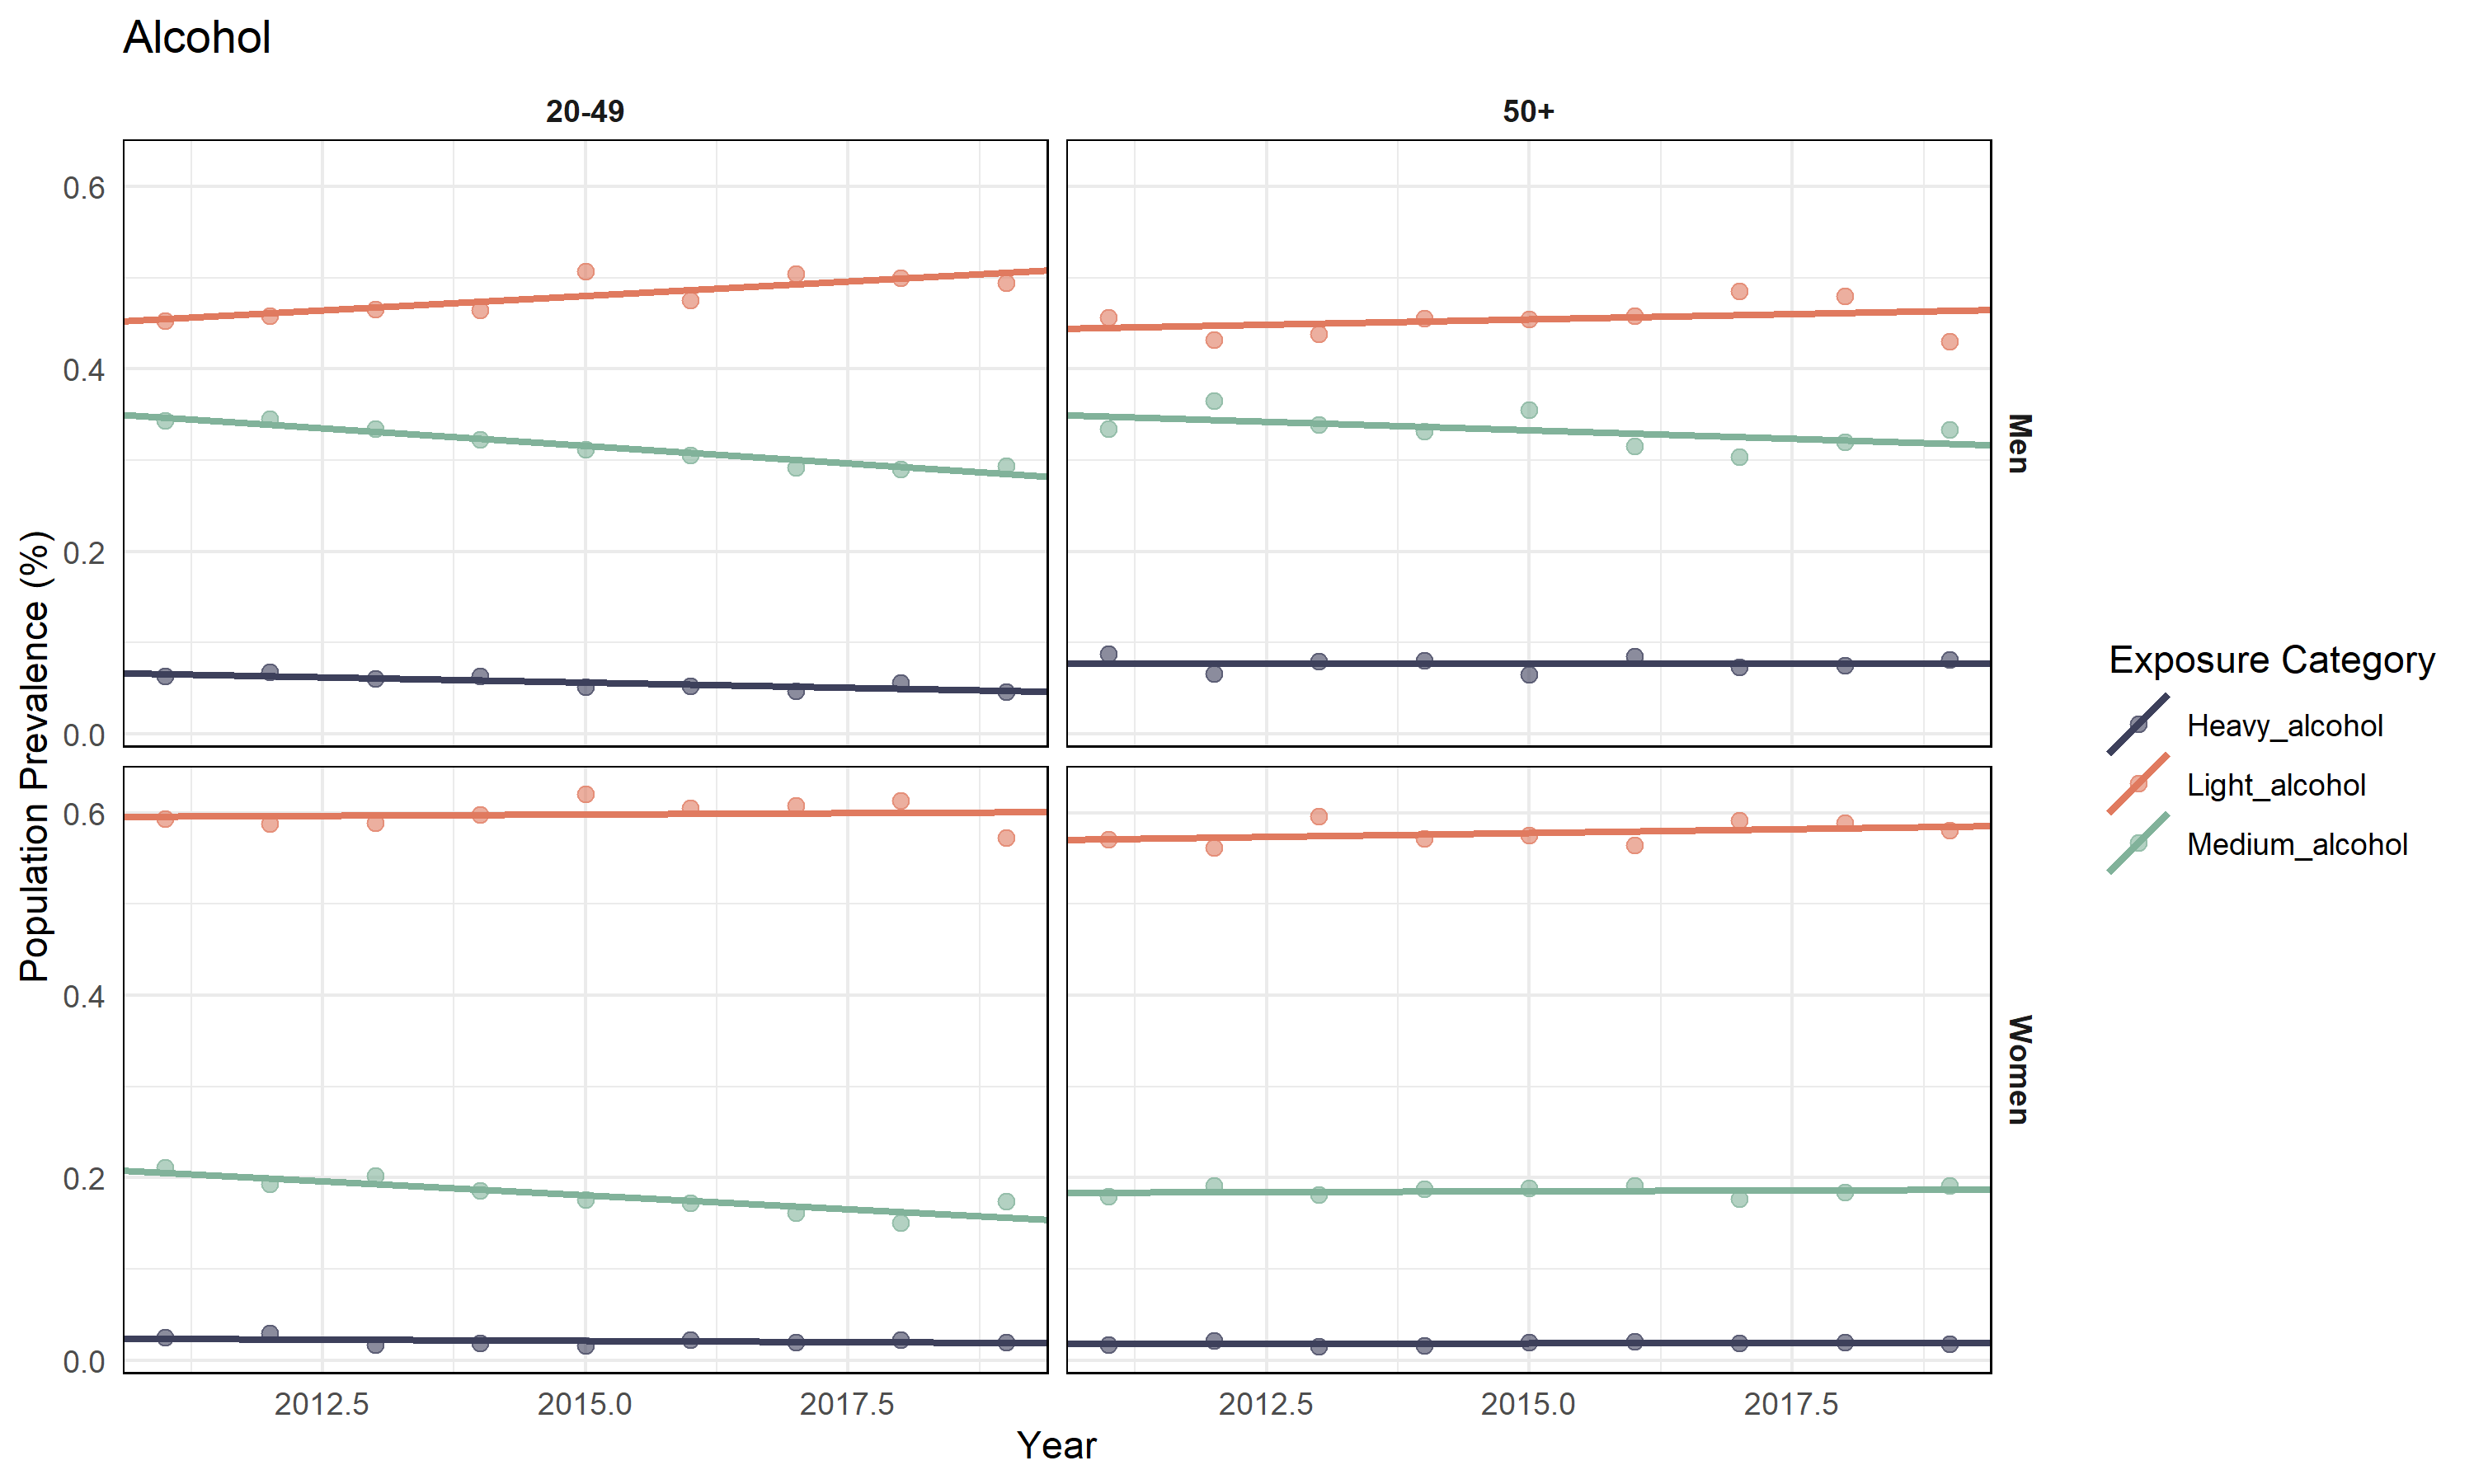 Alcohol
20-49
50+
0.6
0.4
0.2
0.0
Men
0.6
0.4
0.2
0.0
Women
Population Prevalence (%)
2012.5
2015.0
2017.5
2012.5
2015.0
2017.5
Year
Exposure Category
Heavy_alcohol
Light_alcohol
Medium_alcohol